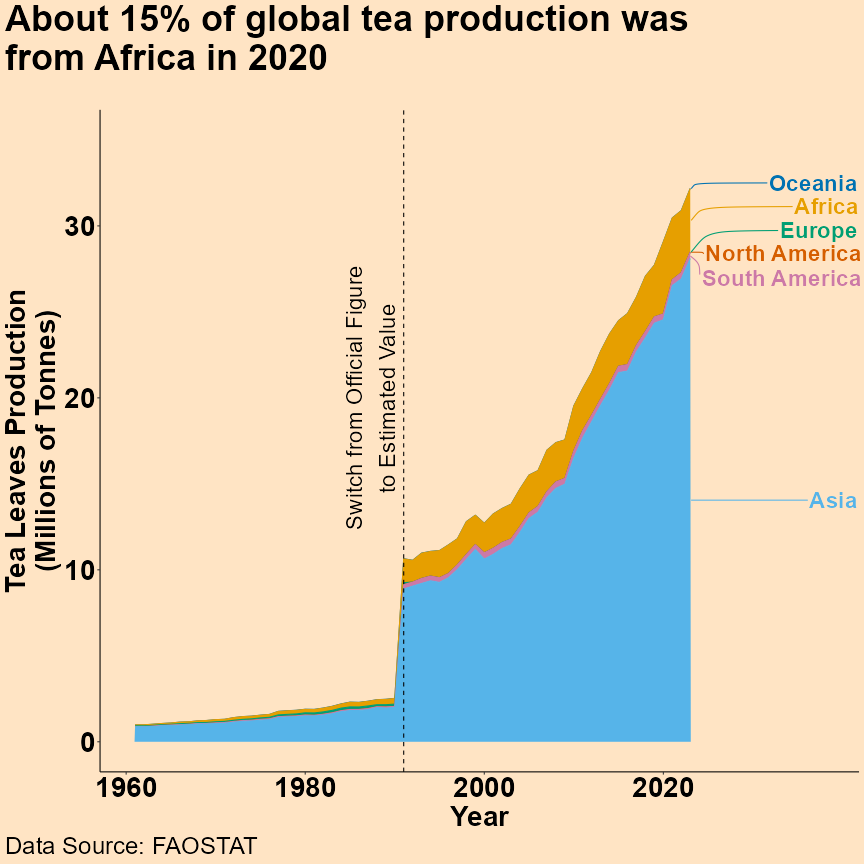 About 15% of global tea production was
from Africa in 2020
Tea Leaves Production
(Millions of Tonnes)
30
20
10
0
Switch from Official Figure
to Estimated Value
Oceania
Africa
Europe
North America
South America
Asia
1960 1980 2000 2020
Year
Data Source: FAOSTAT